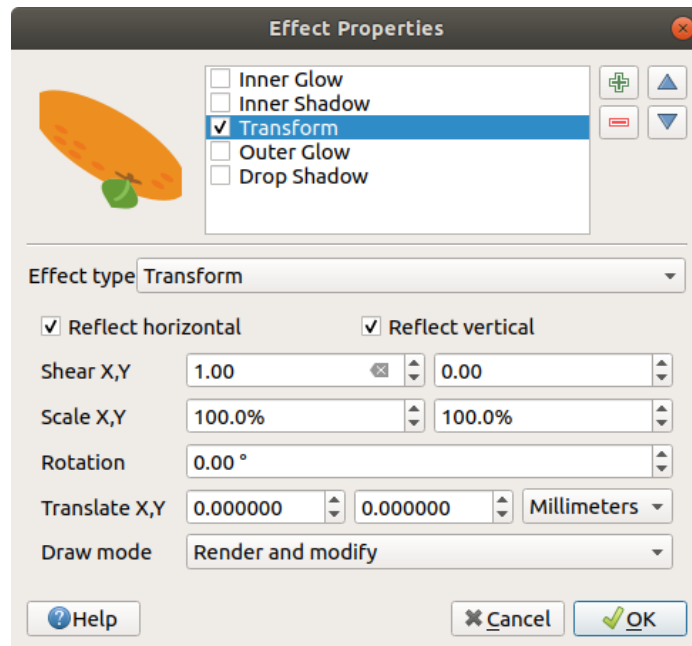 Effect Properties
Inner Glow
Inner Shadow
Transform
Outer Glow
Drop Shadow
Effect type Transform
Reflect horizontal Reflect vertical
Shear X,Y 1.00 0.00
Scale X,Y 100.0% 100.0%
Rotation 0.00 °
Translate X,Y 0.000000 0.000000 Millimeters
Draw mode Render and modify
Help Cancel OK